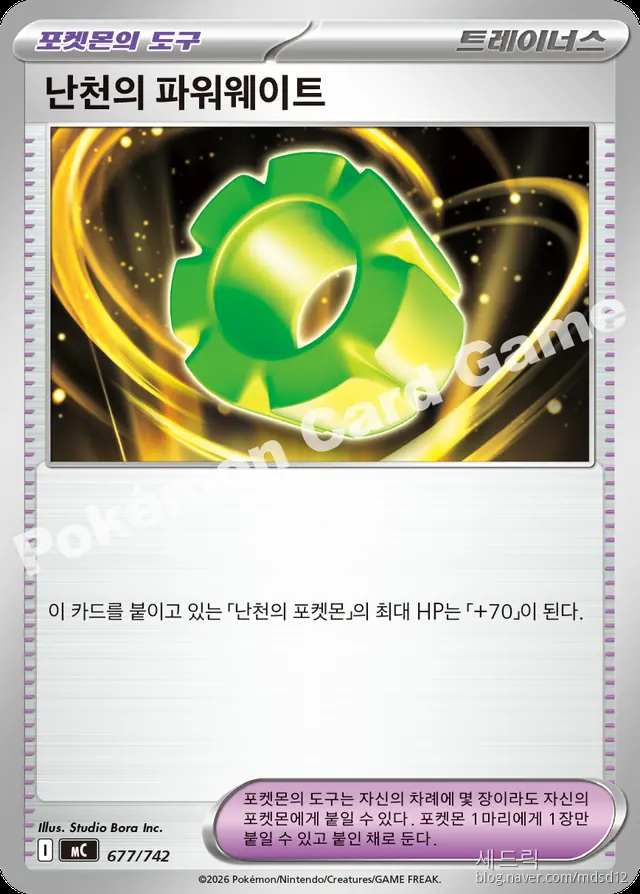 포켓몬의 도구
트레이너스
난천의 파워웨이트
Pokémon Card Game
이 카드를 붙이고 있는 「난천의 포켓몬」의 최대 HP는 「+70」이 된다.
포켓몬의 도구는 자신의 차례에 몇 장이라도 자신의
포켓몬에게 붙일 수 있다. 포켓몬 1마리에게 1장만
붙일 수 있고 붙인 채로 둔다.
Illus. Studio Bora Inc.
I MC 677/742
©2026 Pokémon/Nintendo/Creatures/GAME FREAK.
세드릭
blog.naver.com/mdsd12